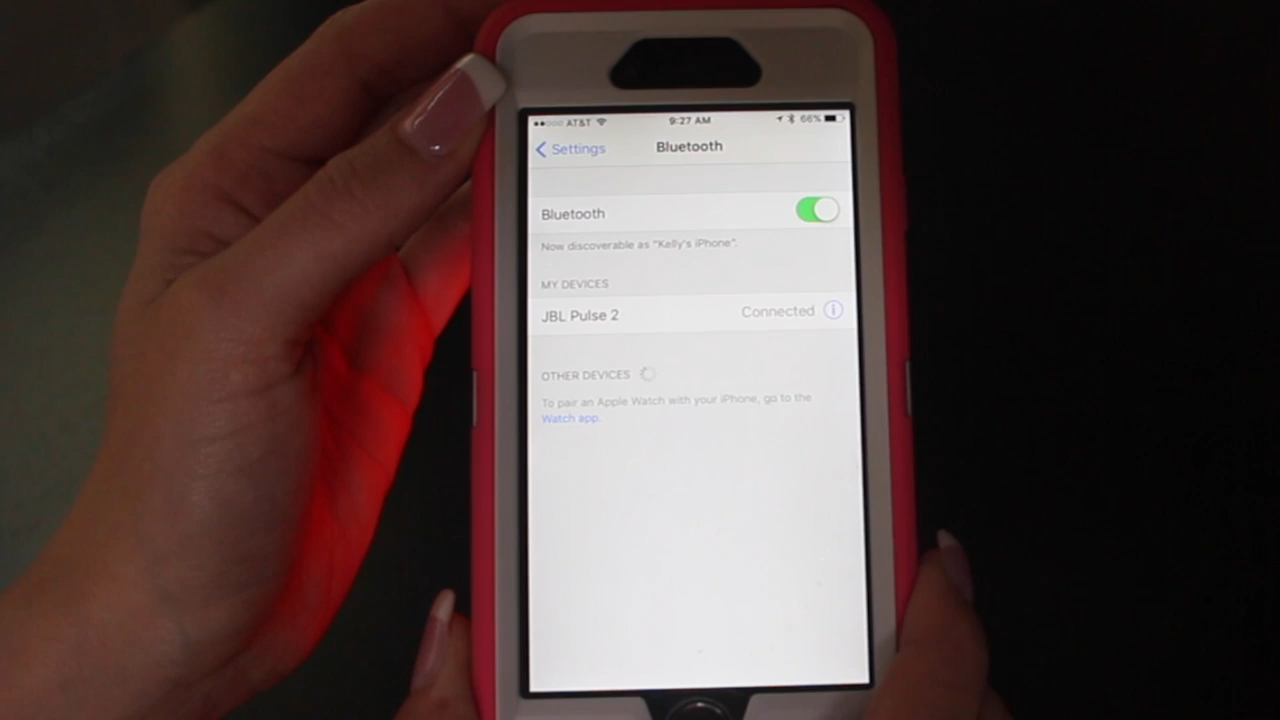 AT&T 9:27 AM 66%
Settings Bluetooth
Bluetooth
Now discoverable as "Kelly's iPhone".
MY DEVICES
JBL Pulse 2 Connected
OTHER DEVICES
To pair an Apple Watch with your iPhone, go to the
Watch app.